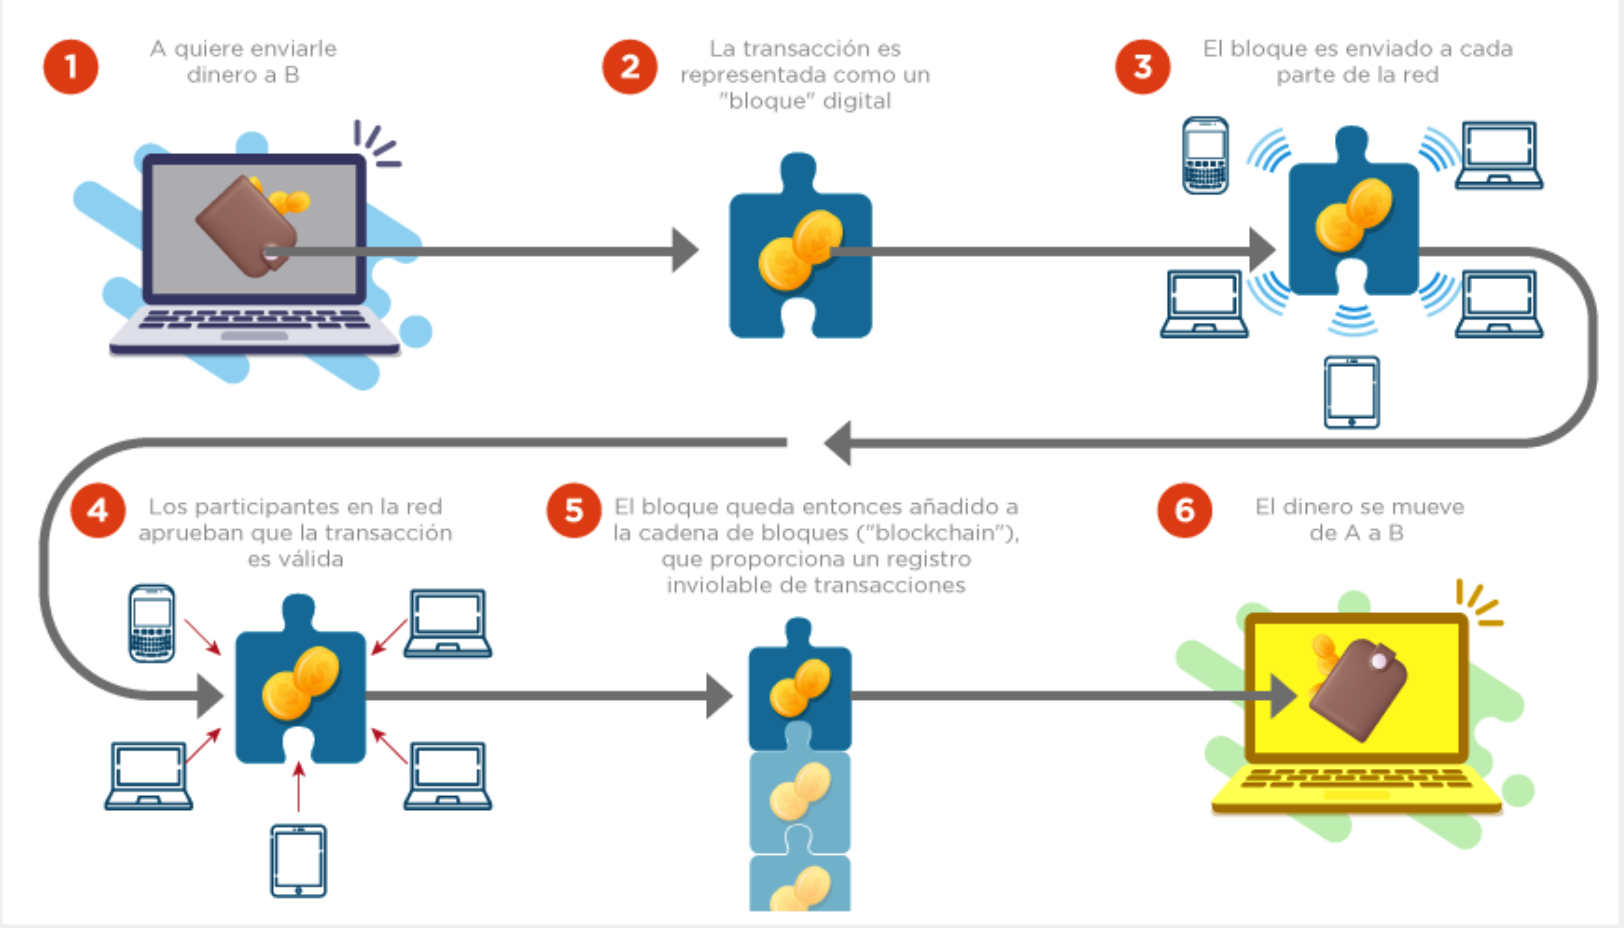 1
A quiere enviarle
dinero a B
2
La transacción es
representada como un
"bloque" digital
3
El bloque es enviado a cada
parte de la red
4
Los participantes en la red
aprueban que la transacción
es válida
5
El bloque queda entonces añadido a
la cadena de bloques ("blockchain"),
que proporciona un registro
inviolable de transacciones
6
El dinero se mueve
de A a B